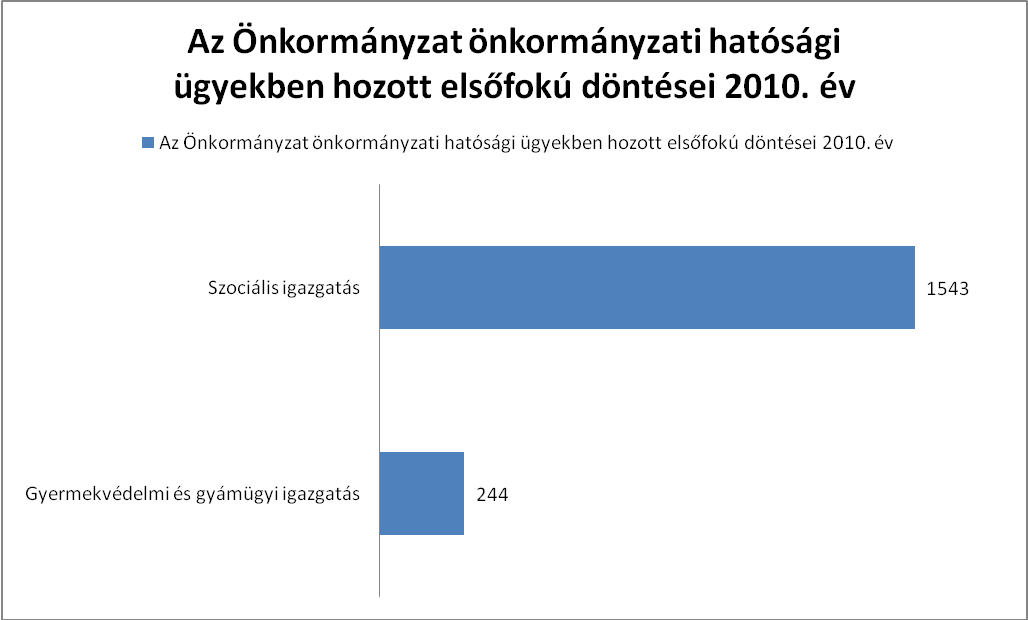 Az Önkormányzat önkormányzati hatósági
ügyekben hozott elsőfokú döntései 2010. év
Az Önkormányzat önkormányzati hatósági ügyekben hozott elsőfokú döntései 2010. év
Szociális igazgatás
1543
Gyermekvédelmi és gyámügyi igazgatás
244